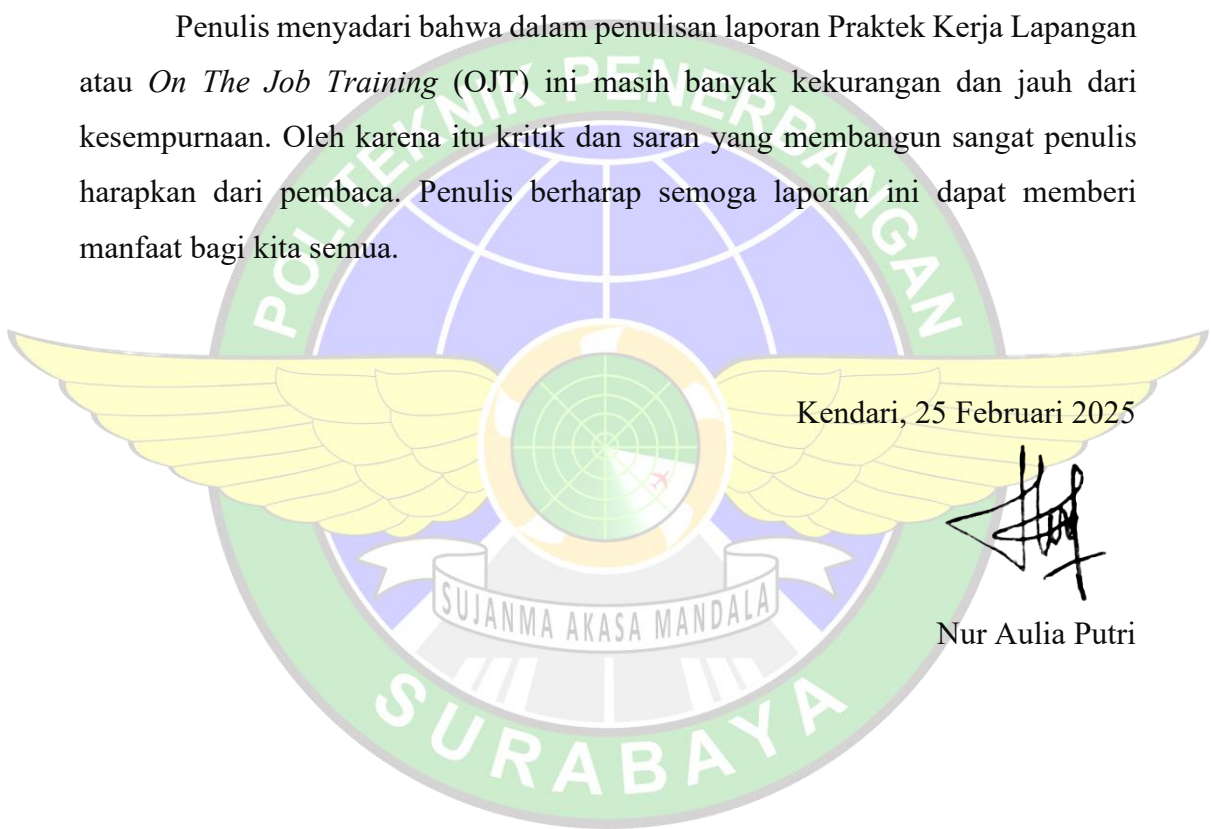 Penulis menyadari bahwa dalam penulisan laporan Praktek Kerja Lapangan
atau On The Job Training (OJT) ini masih banyak kekurangan dan jauh dari
kesempurnaan. Oleh karena itu kritik dan saran yang membangun sangat penulis
harapkan dari pembaca. Penulis berharap semoga laporan ini dapat memberi
manfaat bagi kita semua.
POLITEKNIK PENERBANGAN
Kendari, 25 Februari 2025
SUJANMA AKASA MANDALA
Nur Aulia Putri
SURABAYA